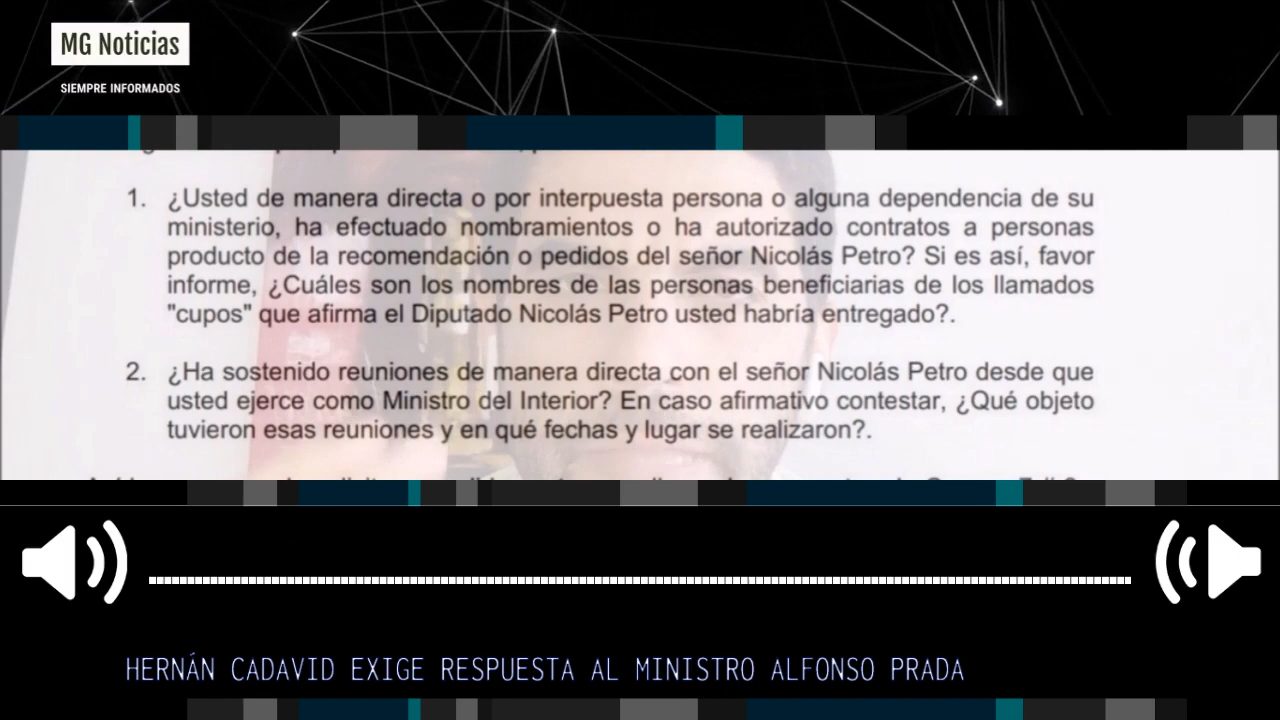 MG Noticias
SIEMPRE INFORMADOS
1. ¿Usted de manera directa o por interpuesta persona o alguna dependencia de su
ministerio, ha efectuado nombramientos o ha autorizado contratos a personas
producto de la recomendación o pedidos del señor Nicolás Petro? Si es así, favor
informe, ¿Cuáles son los nombres de las personas beneficiarias de los llamados
"cupos" que afirma el Diputado Nicolás Petro usted habría entregado?.
2. ¿Ha sostenido reuniones de manera directa con el señor Nicolás Petro desde que
usted ejerce como Ministro del Interior? En caso afirmativo contestar, ¿Qué objeto
tuvieron esas reuniones y en qué fechas y lugar se realizaron?.
HERNÁN CADAVID EXIGE RESPUESTA AL MINISTRO ALFONSO PRADA